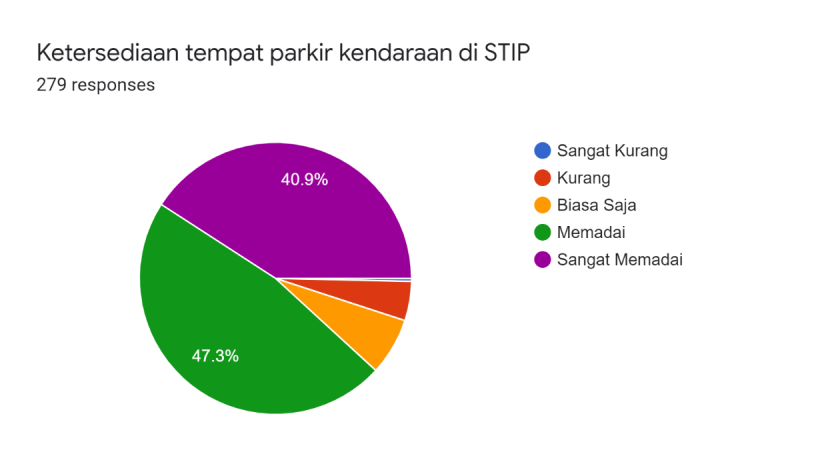 Ketersediaan tempat parkir kendaraan di STIP
279 responses
40.9%
47.3%
Sangat Kurang
Kurang
Biasa Saja
Memadai
Sangat Memadai